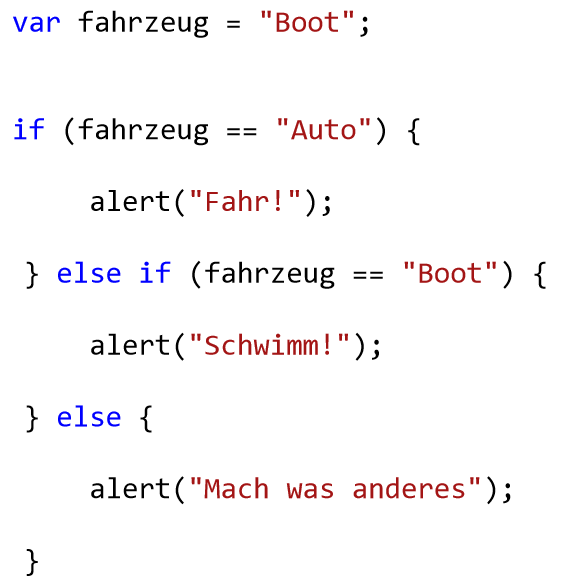 var fahrzeug = "Boot";
if (fahrzeug == "Auto") {
alert("Fahr!");
} else if (fahrzeug == "Boot") {
alert("Schwimm!");
} else {
alert("Mach was anderes");
}